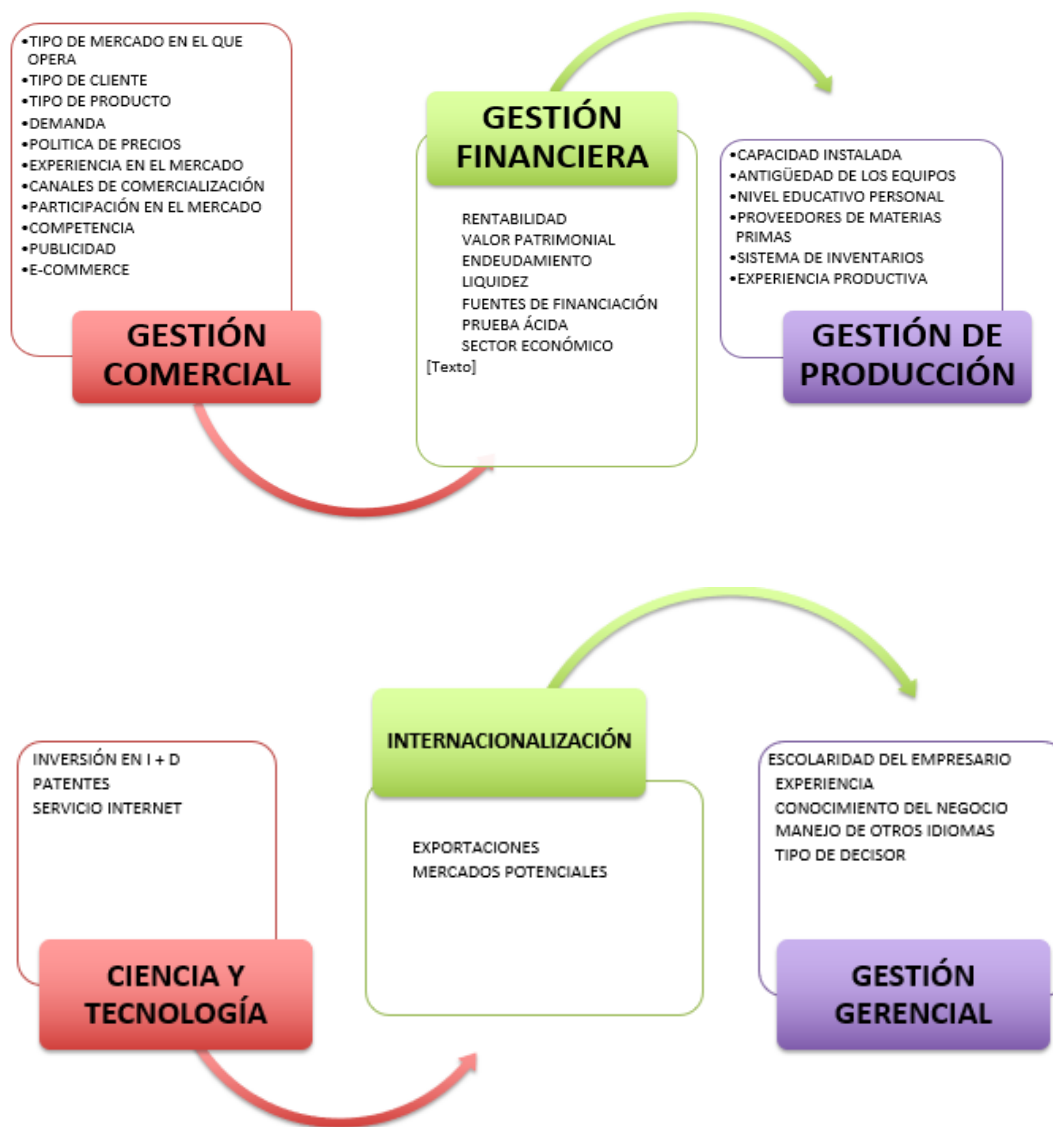 •TIPO DE MERCADO EN EL QUE
OPERA
•TIPO DE CLIENTE
•TIPO DE PRODUCTO
•DEMANDA
•POLITICA DE PRECIOS
•EXPERIENCIA EN EL MERCADO
•CANALES DE COMERCIALIZACIÓN
•PARTICIPACIÓN EN EL MERCADO
•COMPETENCIA
•PUBLICIDAD
•E-COMMERCE
GESTIÓN
COMERCIAL
GESTIÓN
FINANCIERA
RENTABILIDAD
VALOR PATRIMONIAL
ENDEUDAMIENTO
LIQUIDEZ
FUENTES DE FINANCIACIÓN
PRUEBA ÁCIDA
SECTOR ECONÓMICO
[Texto]
•CAPACIDAD INSTALADA
•ANTIGÜEDAD DE LOS EQUIPOS
•NIVEL EDUCATIVO PERSONAL
•PROVEEDORES DE MATERIAS
PRIMAS
•SISTEMA DE INVENTARIOS
•EXPERIENCIA PRODUCTIVA
GESTIÓN DE
PRODUCCIÓN
INVERSIÓN EN I + D
PATENTES
SERVICIO INTERNET
CIENCIA Y
TECNOLOGÍA
INTERNACIONALIZACIÓN
EXPORTACIONES
MERCADOS POTENCIALES
ESCOLARIDAD DEL EMPRESARIO
EXPERIENCIA
CONOCIMIENTO DEL NEGOCIO
MANEJO DE OTROS IDIOMAS
TIPO DE DECISOR
GESTIÓN
GERENCIAL